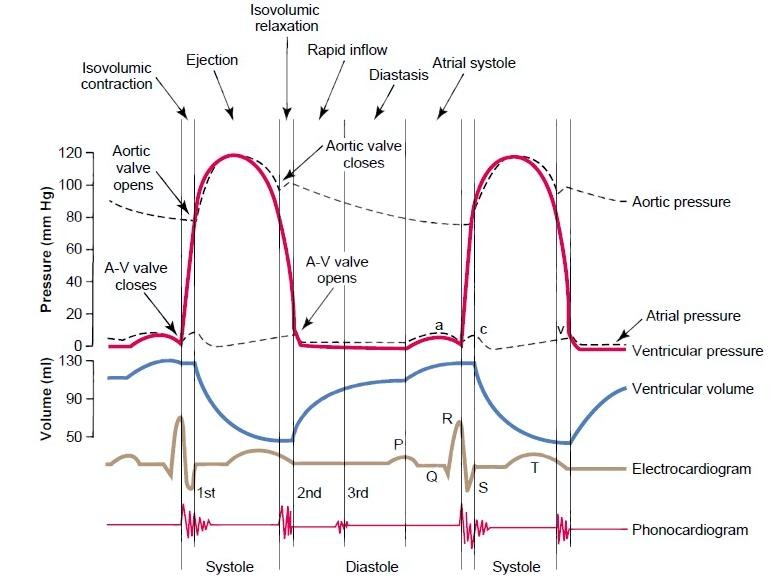 Isovolumic
relaxation
Ejection
Rapid inflow
Isovolumic
contraction
Diastasis
Atrial systole
Aortic
valve
opens
Aortic valve
closes
A-V valve
closes
A-V valve
opens
Pressure (mm Hg)
120
100
80
60
40
20
0
a
c
v
Aortic pressure
Atrial pressure
Ventricular pressure
Volume (ml)
130
90
50
Ventricular volume
R
P
Q
S
T
Electrocardiogram
1st
2nd
3rd
Phonocardiogram
Systole
Diastole
Systole